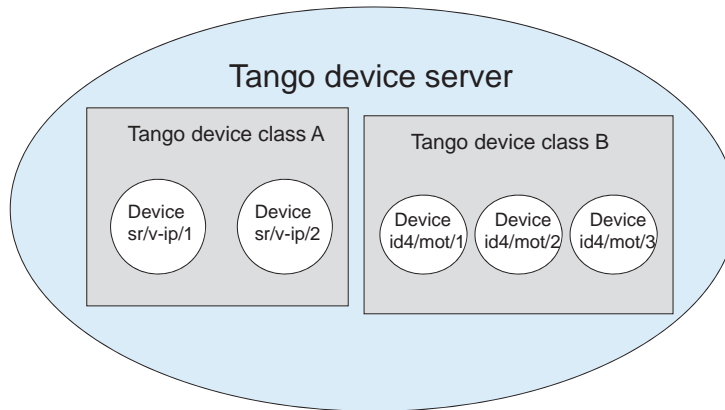 Tango device server
Tango device class A
Tango device class B
Device
sr/v-ip/1
Device
sr/v-ip/2
Device
id4/mot/1
Device
id4/mot/2
Device
id4/mot/3